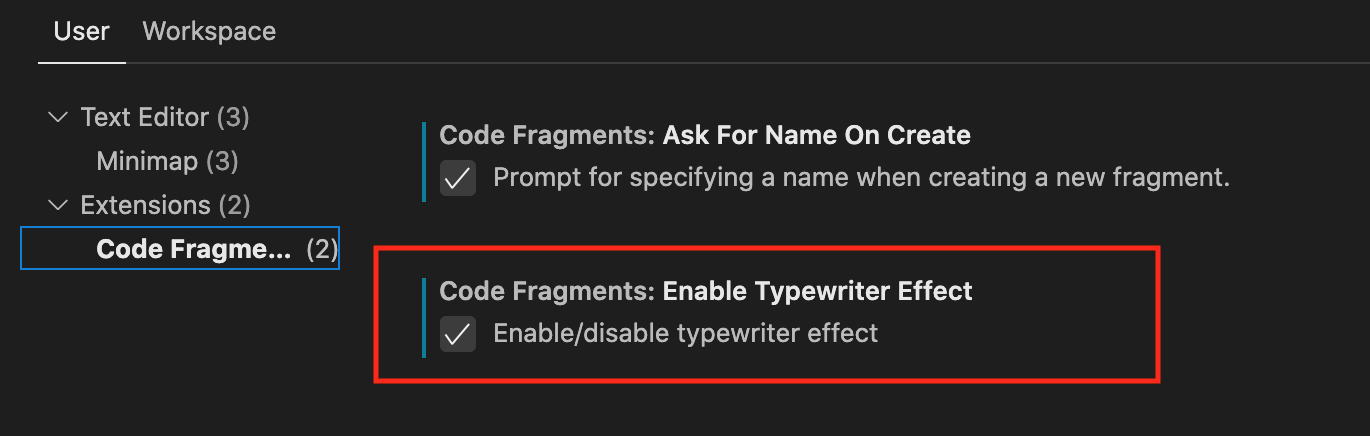 User Workspace
Text Editor (3)
Minimap (3)
Extensions (2)
Code Fragme... (2)
Code Fragments: Ask For Name On Create
Prompt for specifying a name when creating a new fragment.
Code Fragments: Enable Typewriter Effect
Enable/disable typewriter effect